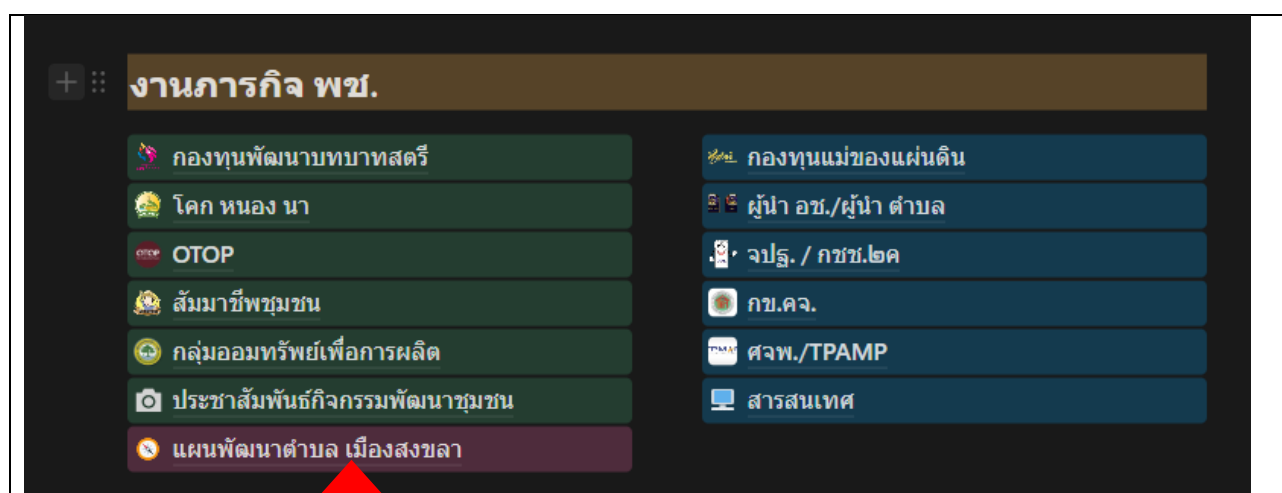 งานภารกิจ พช.
กองทุนพัฒนาบทบาทสตรี
โคก หนอง นา
OTOP
สัมมาชีพชุมชน
กลุ่มออมทรัพย์เพื่อการผลิต
ประชาสัมพันธ์กิจกรรมพัฒนาชุมชน
แผนพัฒนาตำบล เมืองสงขลา
กองทุนแม่ของแผ่นดิน
ผู้นำ อช./ผู้นำ ตำบล
จปฐ. / กชช.๒ค
กข.คจ.
ศจพ./TPAMP
สารสนเทศ